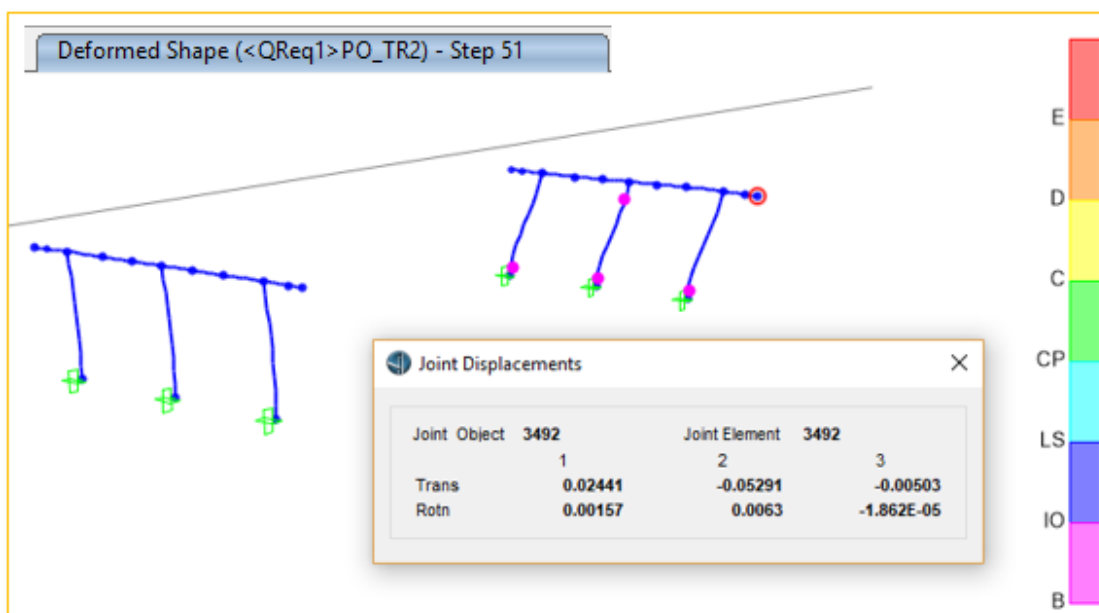 Deformed Shape (<QReq1>PO_TR2) - Step 51
E
D
C
CP
LS
IO
B
Joint Displacements
Joint Object 3492 Joint Element 3492
1 2 3
Trans 0.02441 -0.05291 -0.00503
Rotn 0.00157 0.0063 -1.862E-05